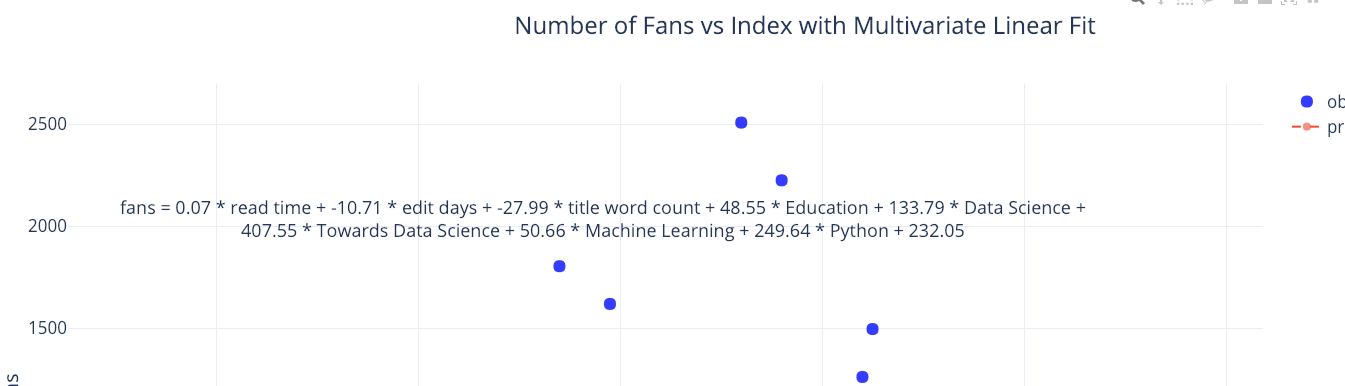 Number of Fans vs Index with Multivariate Linear Fit
2500
fans = 0.07 * read time + -10.71 * edit days + -27.99 * title word count + 48.55 * Education + 133.79 * Data Science +
2000
407.55 * Towards Data Science + 50.66 * Machine Learning + 249.64 * Python + 232.05
1500
ob
pr